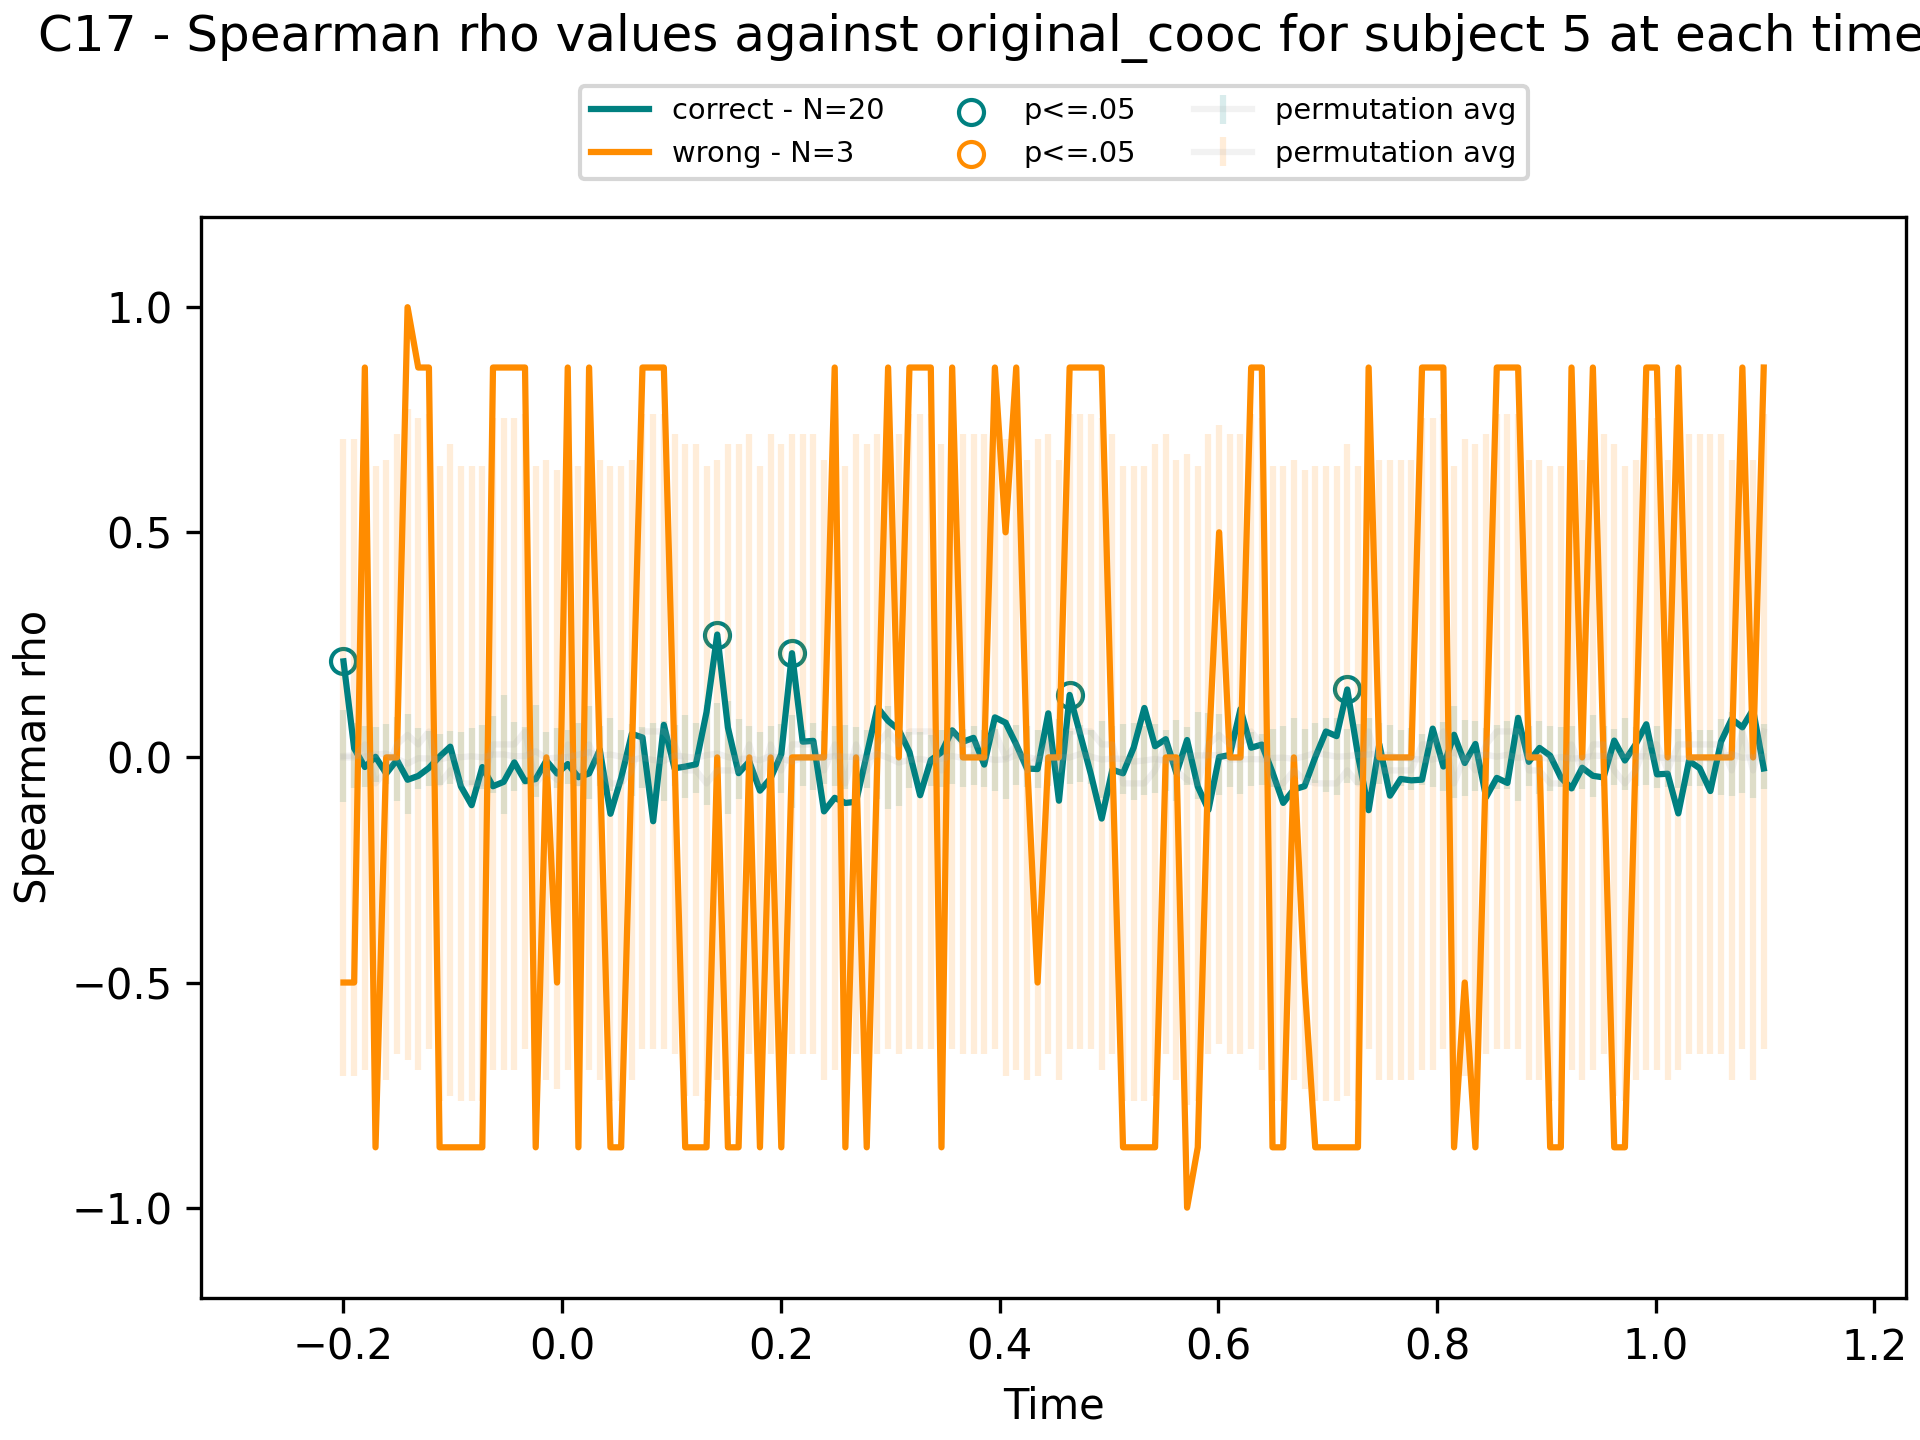 C17 - Spearman rho values against original_cooc for subject 5 at each time
correct - N=20
wrong - N=3
p<=.05
p<=.05
permutation avg
permutation avg
Spearman rho
1.0
0.5
0.0
−0.5
−1.0
−0.2 0.0 0.2 0.4 0.6 0.8 1.0 1.2
Time